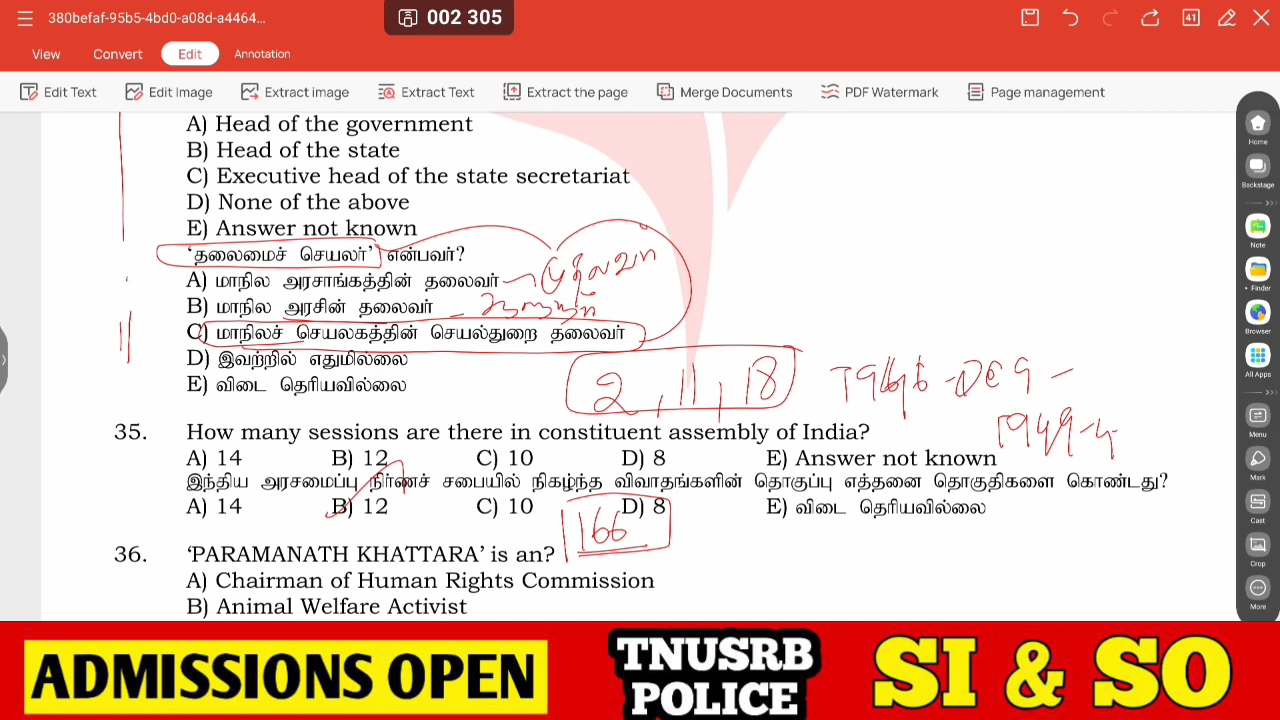 380befaf-95b5-4bd0-a08d-a4464...
002 305
41
View Convert Edit Annotation
Edit Text Edit Image Extract image Extract Text Extract the page Merge Documents PDF Watermark Page management
A) Head of the government
B) Head of the state
C) Executive head of the state secretariat
D) None of the above
E) Answer not known
‘தலைமைச் செயலர்’ என்பவர்?
A) மாநில அரசாங்கத்தின் தலைவர் முதலவர்
B) மாநில அரசின் தலைவர்
C) மாநிலச் செயலகத்தின் செயல்துறை தலைவர்
D) இவற்றில் எதுமில்லை
E) விடை தெரியவில்லை
2, 11, 18
1946 - DEC 9 -
1949-
35. How many sessions are there in constituent assembly of India?
A) 14 B) 12 C) 10 D) 8 E) Answer not known
இந்திய அரசமைப்பு நிர்ணச் சபையில் நிகழ்ந்த விவாதங்களின் தொகுப்பு எத்தனை தொகுதிகளை கொண்டது?
A) 14 B) 12 C) 10 D) 8 E) விடை தெரியவில்லை
166
36. ‘PARAMANATH KHATTARA’ is an?
A) Chairman of Human Rights Commission
B) Animal Welfare Activist
Home
Backstage
Note
Finder
Browser
All Apps
Menu
Mark
Cast
Crop
More
ADMISSIONS OPEN
TNUSRB
POLICE
SI & SO